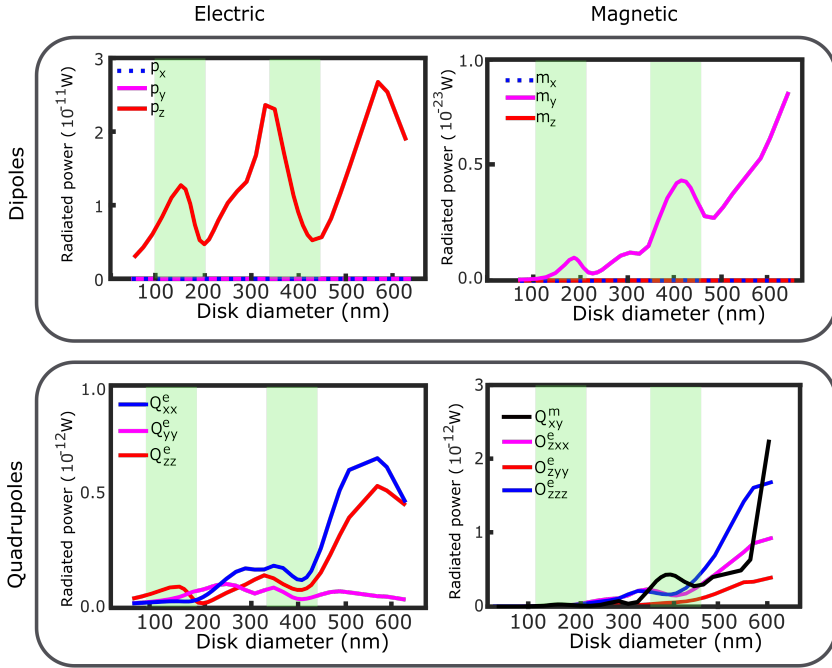 Electric
Magnetic
Dipoles
Radiated power (10^-11W)
3
2
1
0
p_x
p_y
p_z
100 200 300 400 500 600
Disk diameter (nm)
Radiated power (10^-23W)
1.0
0.5
0.0
m_x
m_y
m_z
100 200 300 400 500 600
Disk diameter (nm)
Quadrupoles
Radiated power (10^-12W)
1.0
0.5
0.0
Q^e_xx
Q^e_yy
Q^e_zz
100 200 300 400 500 600
Disk diameter (nm)
Radiated power (10^-12W)
3
2
1
0
Q^m_xy
O^e_zxx
O^e_zyy
O^e_zzz
100 200 300 400 500 600
Disk diameter (nm)